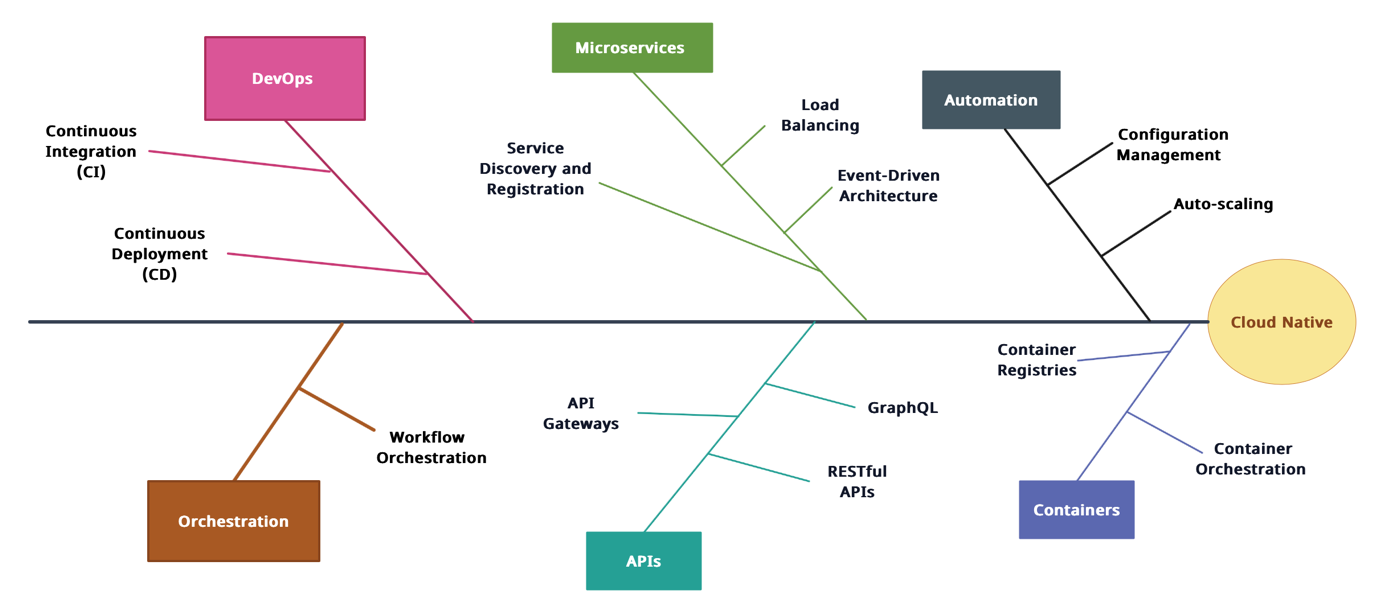 DevOps
Microservices
Automation
Continuous
Integration
(CI)
Continuous
Deployment
(CD)
Service
Discovery and
Registration
Load
Balancing
Event-Driven
Architecture
Configuration
Management
Auto-scaling
Cloud Native
Workflow
Orchestration
Orchestration
API
Gateways
GraphQL
RESTful
APIs
APIs
Container
Registries
Container
Orchestration
Containers